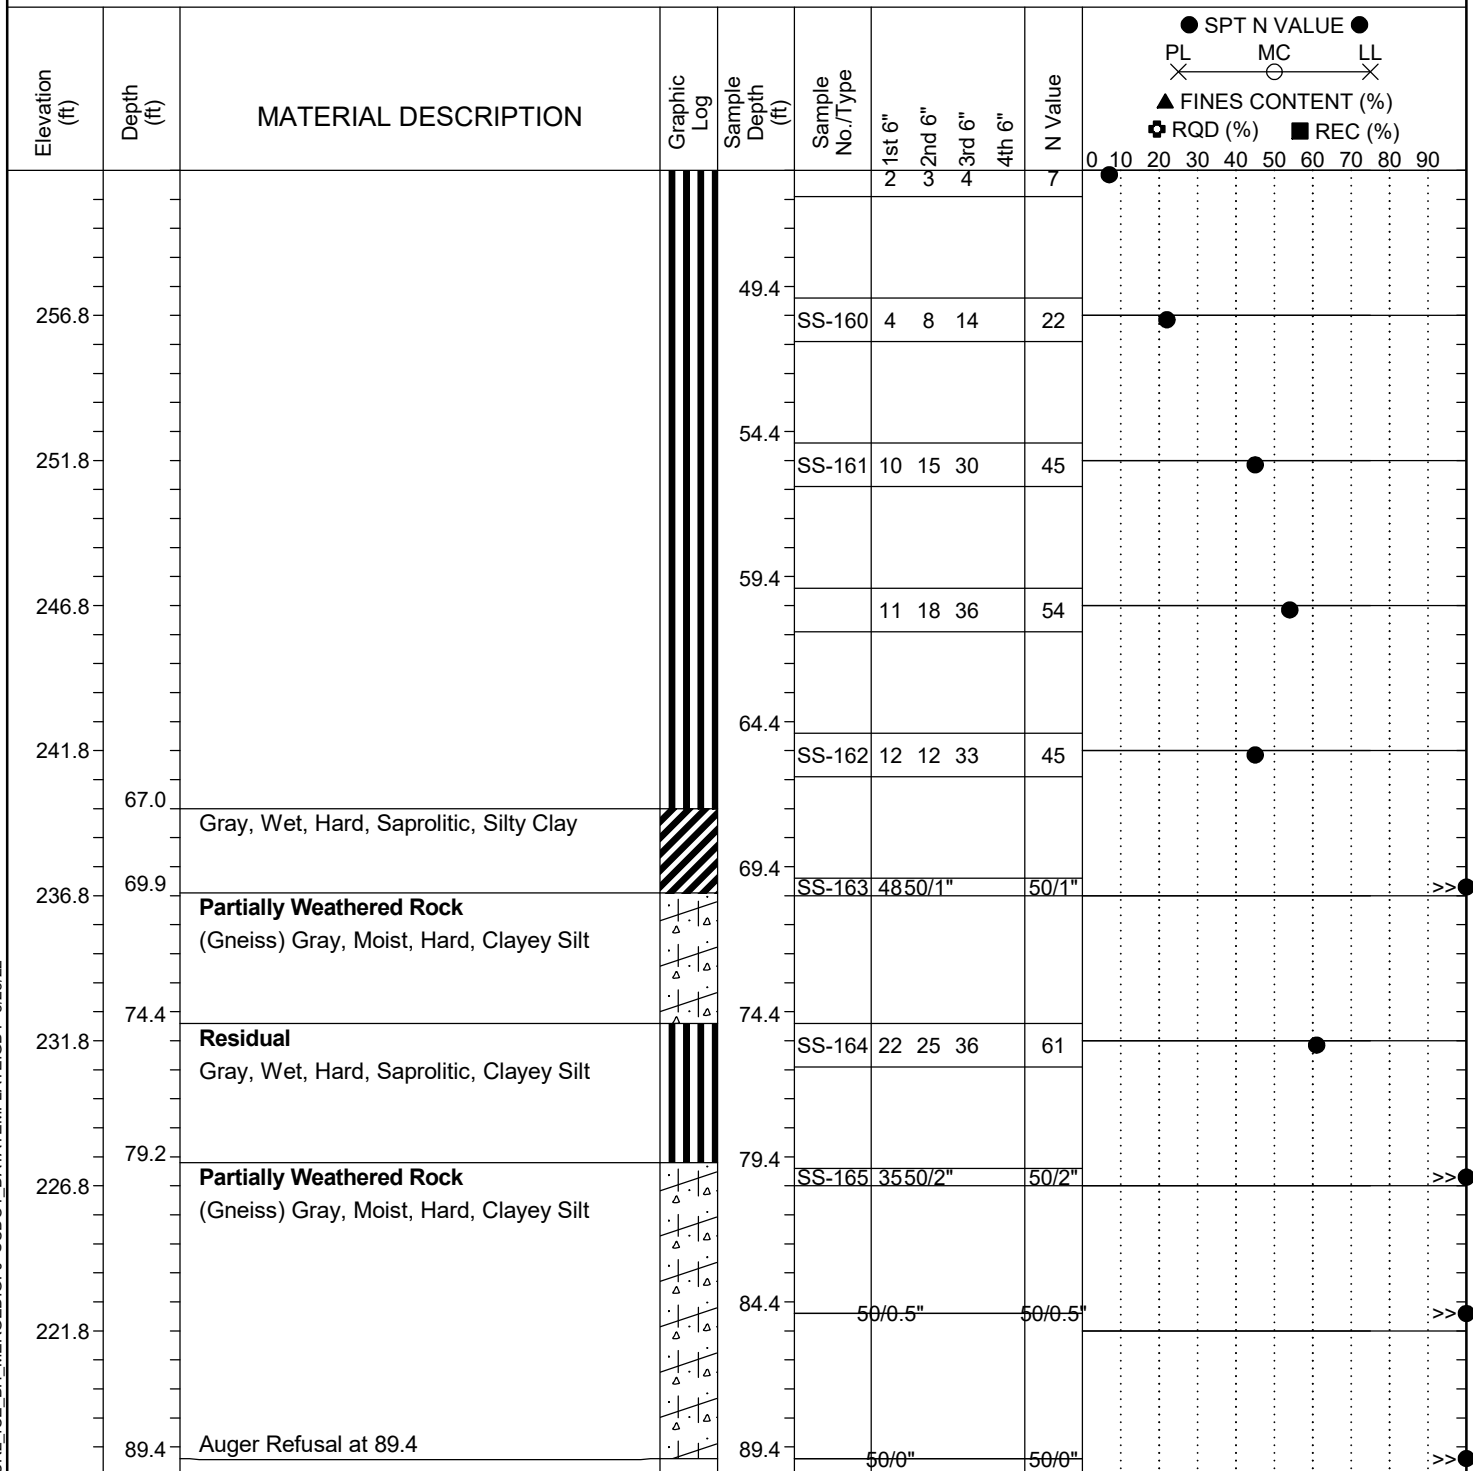 ● SPT N VALUE ●
PL MC LL
▲ FINES CONTENT (%)
RQD (%) ■ REC (%)
Elevation (ft)
Depth (ft)
MATERIAL DESCRIPTION
Graphic Log
Sample Depth (ft)
Sample No./Type
1st 6"
2nd 6"
3rd 6"
4th 6"
N Value
0 10 20 30 40 50 60 70 80 90
2 3 4 7
49.4
256.8 SS-160 4 8 14 22
54.4
251.8 SS-161 10 15 30 45
59.4
246.8 11 18 36 54
64.4
241.8 SS-162 12 12 33 45
67.0
Gray, Wet, Hard, Saprolitic, Silty Clay
69.4
69.9 SS-163 48 50/1" 50/1" >>
236.8
Partially Weathered Rock
(Gneiss) Gray, Moist, Hard, Clayey Silt
74.4 74.4
Residual
231.8 SS-164 22 25 36 61
Gray, Wet, Hard, Saprolitic, Clayey Silt
79.2 79.4
Partially Weathered Rock SS-165 35 50/2" 50/2" >>
226.8
(Gneiss) Gray, Moist, Hard, Clayey Silt
84.4
50/0.5" 50/0.5" >>
221.8
89.4 Auger Refusal at 89.4 89.4
50/0" 50/0" >>